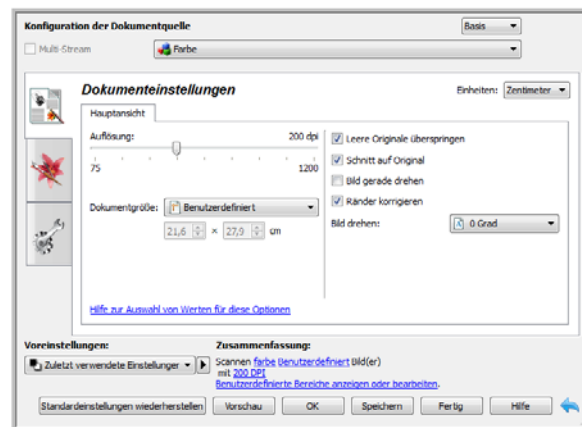 Konfiguration der Dokumentquelle
Basis
Multi-Stream
Farbe
Dokumenteinstellungen
Einheiten: Zentimeter
Hauptansicht
Auflösung: 200 dpi
75 1200
Dokumentgröße: Benutzerdefiniert
21,6 × 27,9 cm
Leere Originale überspringen
Schnitt auf Original
Bild gerade drehen
Ränder korrigieren
Bild drehen: 0 Grad
Hilfe zur Auswahl von Werten für diese Optionen
Voreinstellungen:
Zuletzt verwendete Einstellungen
Zusammenfassung:
Scannen farbe Benutzerdefiniert Bild(er)
mit 200 DPI
Benutzerdefinierte Bereiche anzeigen oder bearbeiten.
Standardeinstellungen wiederherstellen Vorschau OK Speichern Fertig Hilfe